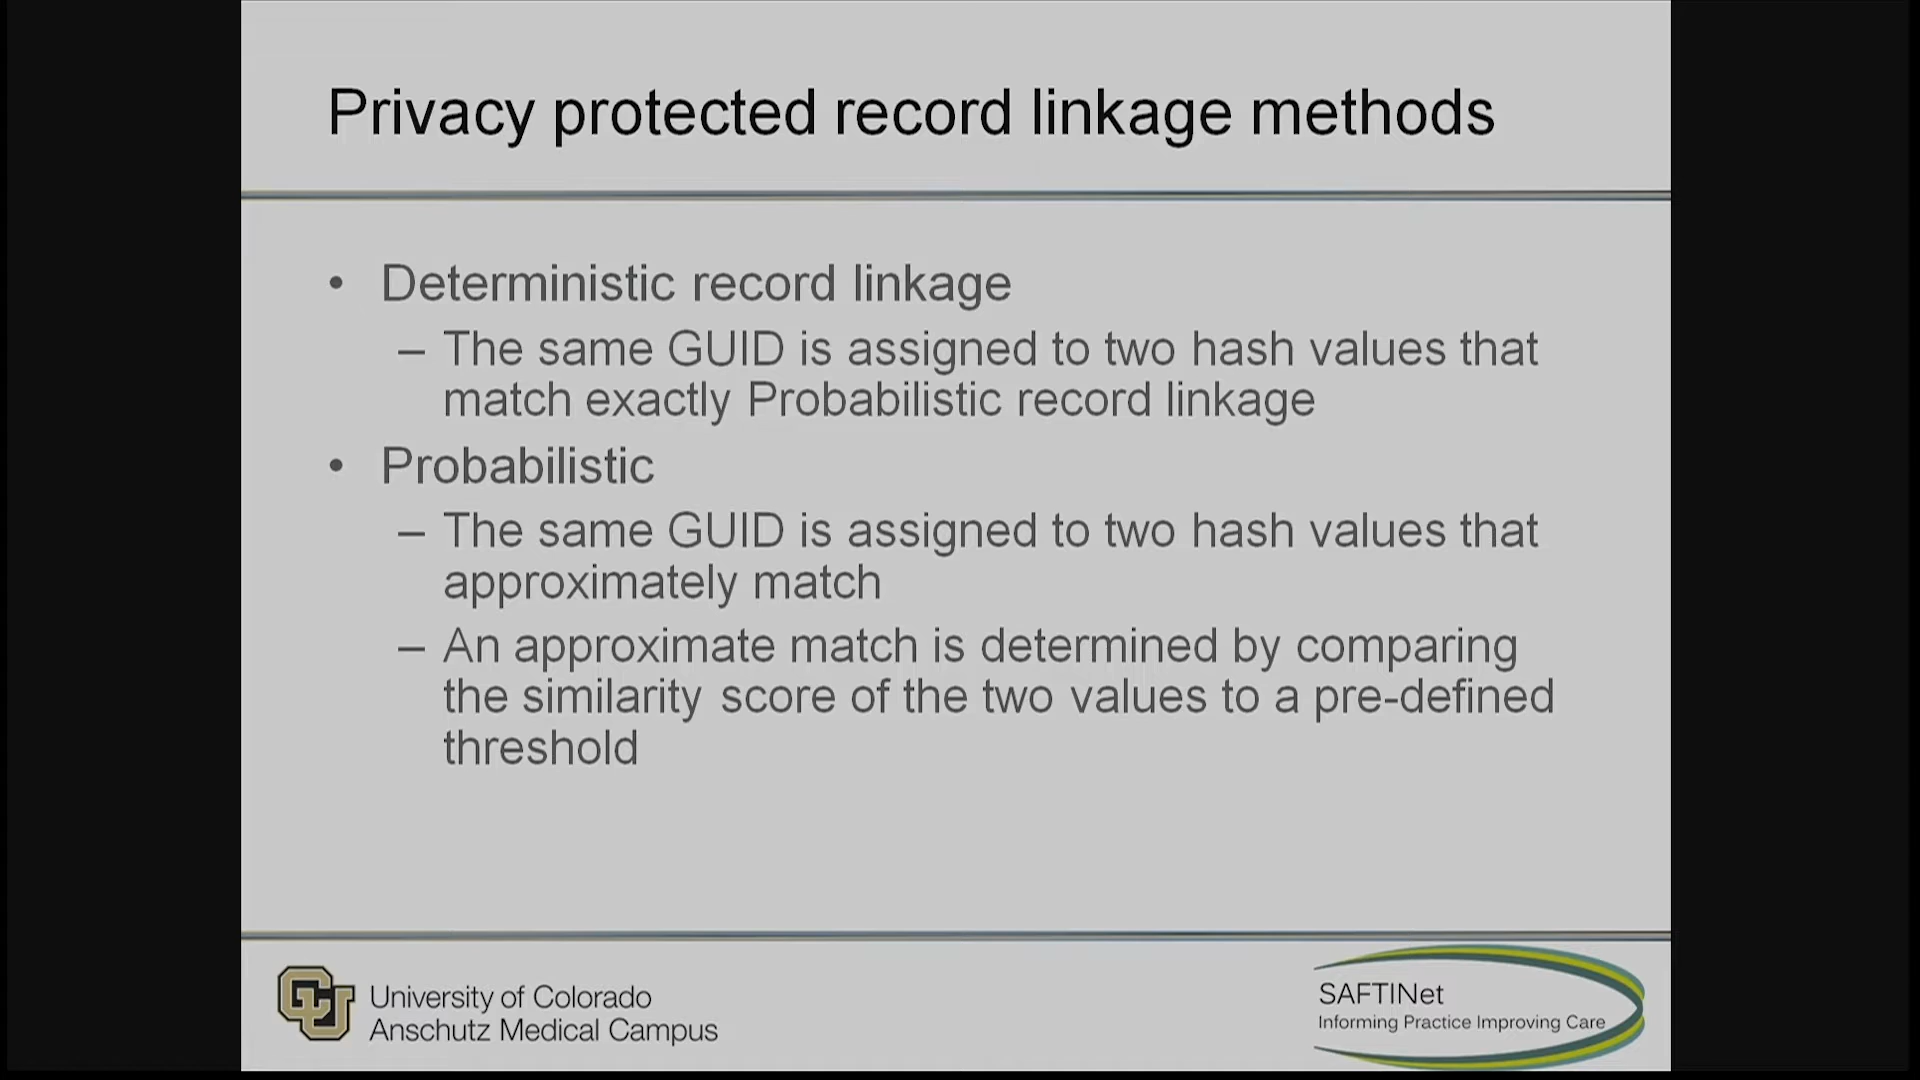 Privacy protected record linkage methods
• Deterministic record linkage
– The same GUID is assigned to two hash values that
match exactly Probabilistic record linkage
• Probabilistic
– The same GUID is assigned to two hash values that
approximately match
– An approximate match is determined by comparing
the similarity score of the two values to a pre-defined
threshold
CU
University of Colorado
Anschutz Medical Campus
SAFTINet
Informing Practice Improving Care